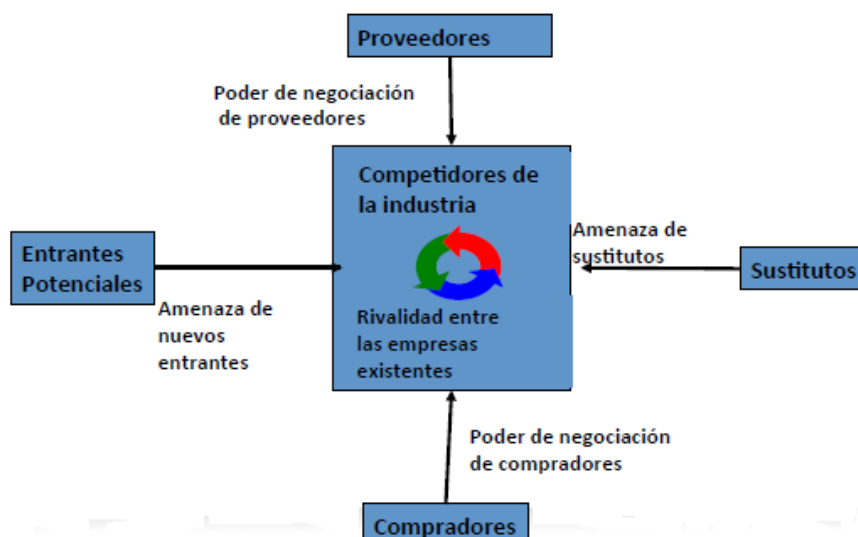 Proveedores
Poder de negociación
de proveedores
Competidores de
la industria
Entrantes
Potenciales
Amenaza de
sustitutos
Sustitutos
Amenaza de
nuevos
entrantes
Rivalidad entre
las empresas
existentes
Poder de negociación
de compradores
Compradores